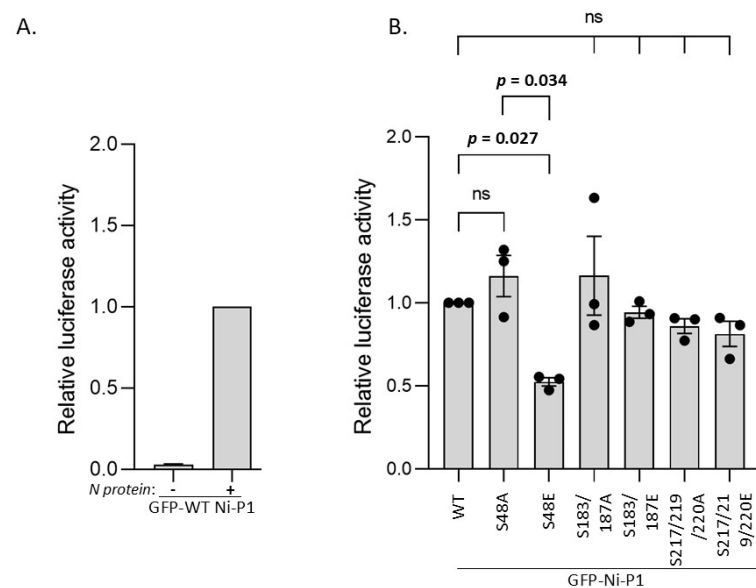 A.
Relative luciferase activity
2.0
1.5
1.0
0.5
0.0
N protein: - +
GFP-WT Ni-P1
B.
ns
p = 0.034
p = 0.027
ns
Relative luciferase activity
2.0
1.5
1.0
0.5
0.0
WT
S48A
S48E
S183/
187A
S183/
187E
S217/219
/220A
S217/21
9/220E
GFP-Ni-P1